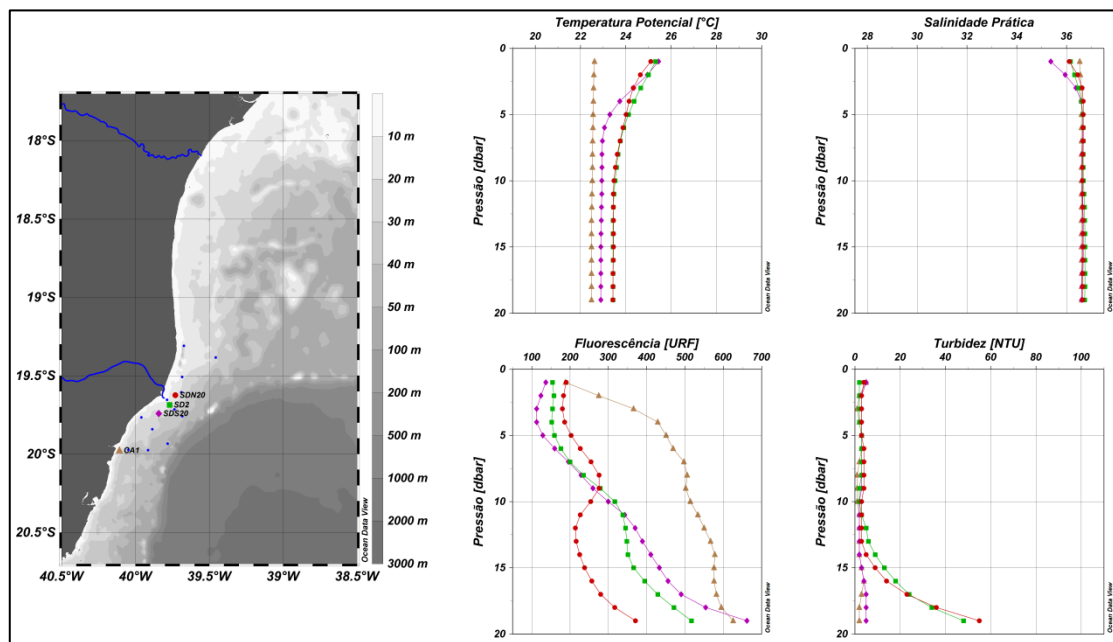 18°S
18.5°S
19°S
19.5°S
20°S
20.5°S
40.5°W
40°W
39.5°W
39°W
38.5°W
SDN20
SD2
SDS20
CA1
10 m
20 m
30 m
40 m
50 m
100 m
200 m
500 m
1000 m
2000 m
3000 m
Ocean Data View
Temperatura Potencial [°C]
20 22 24 26 28 30
Pressão [dbar]
0
5
10
15
20
Ocean Data View
Salinidade Prática
28 30 32 34 36
Pressão [dbar]
0
5
10
15
20
Ocean Data View
Fluorescência [URF]
100 200 300 400 500 600 700
Pressão [dbar]
0
5
10
15
20
Ocean Data View
Turbidez [NTU]
0 20 40 60 80 100
Pressão [dbar]
0
5
10
15
20
Ocean Data View